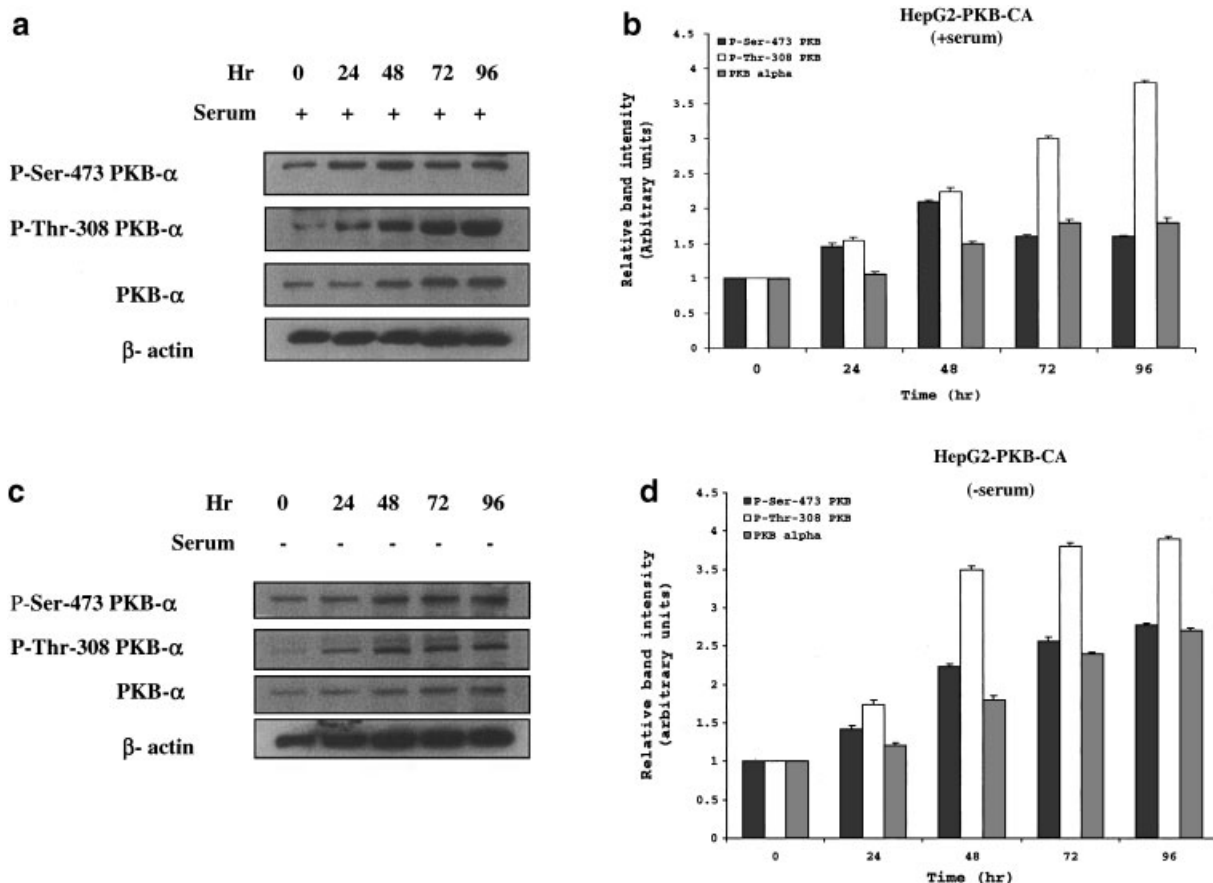 a
Hr 0 24 48 72 96
Serum + + + + +
P-Ser-473 PKB-α
P-Thr-308 PKB-α
PKB-α
β- actin
b
HepG2-PKB-CA
(+serum)
P-Ser-473 PKB
P-Thr-308 PKB
PKB alpha
Relative band intensity
(Arbitrary units)
4.5
4
3.5
3
2.5
2
1.5
1
0.5
0
0 24 48 72 96
Time (hr)
c
Hr 0 24 48 72 96
Serum - - - - -
P-Ser-473 PKB-α
P-Thr-308 PKB-α
PKB-α
β- actin
d
HepG2-PKB-CA
(-serum)
P-Ser-473 PKB
P-Thr-308 PKB
PKB alpha
Relative band intensity
(arbitrary units)
4.5
4
3.5
3
2.5
2
1.5
1
0.5
0
0 24 48 72 96
Time (hr)